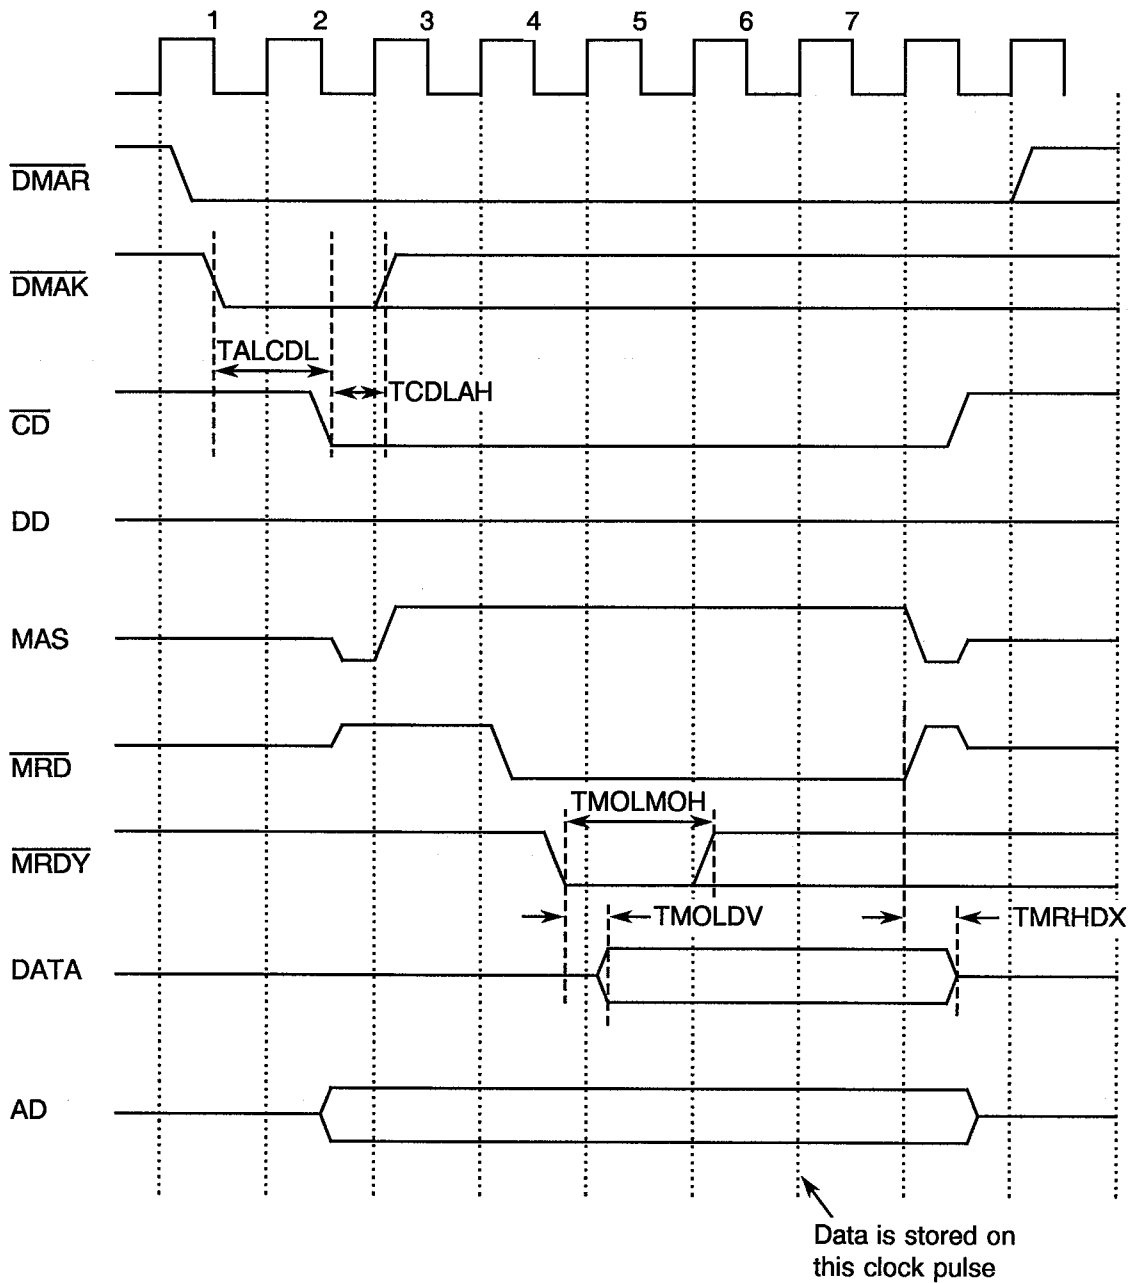 1 2 3 4 5 6 7
DMAR
DMAK
TALCDL
TCDLAH
CD
DD
MAS
MRD
TMOLMOH
MRDY
TMOLDV
TMRHDX
DATA
AD
Data is stored on
this clock pulse